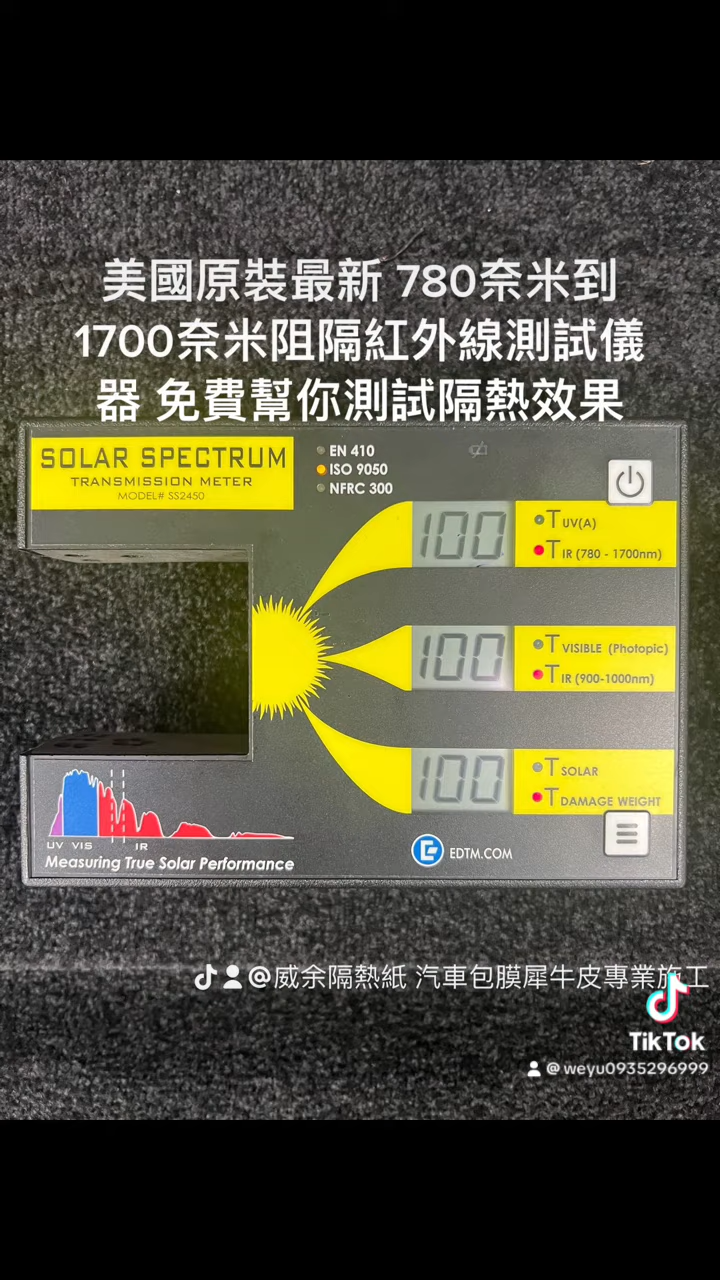 美國原裝最新 780奈米到
1700奈米阻隔紅外線測試儀
器 免費幫你測試隔熱效果
SOLAR SPECTRUM
TRANSMISSION METER
MODEL# SS2450
EN 410
ISO 9050
NFRC 300
100
T UV(A)
T IR (780 - 1700nm)
100
T VISIBLE (Photopic)
T IR (900-1000nm)
100
T SOLAR
T DAMAGE WEIGHT
UV VIS IR
Measuring True Solar Performance
EDTM.COM
@威余隔熱紙 汽車包膜犀牛皮專業施工
TikTok
@weyu0935296999